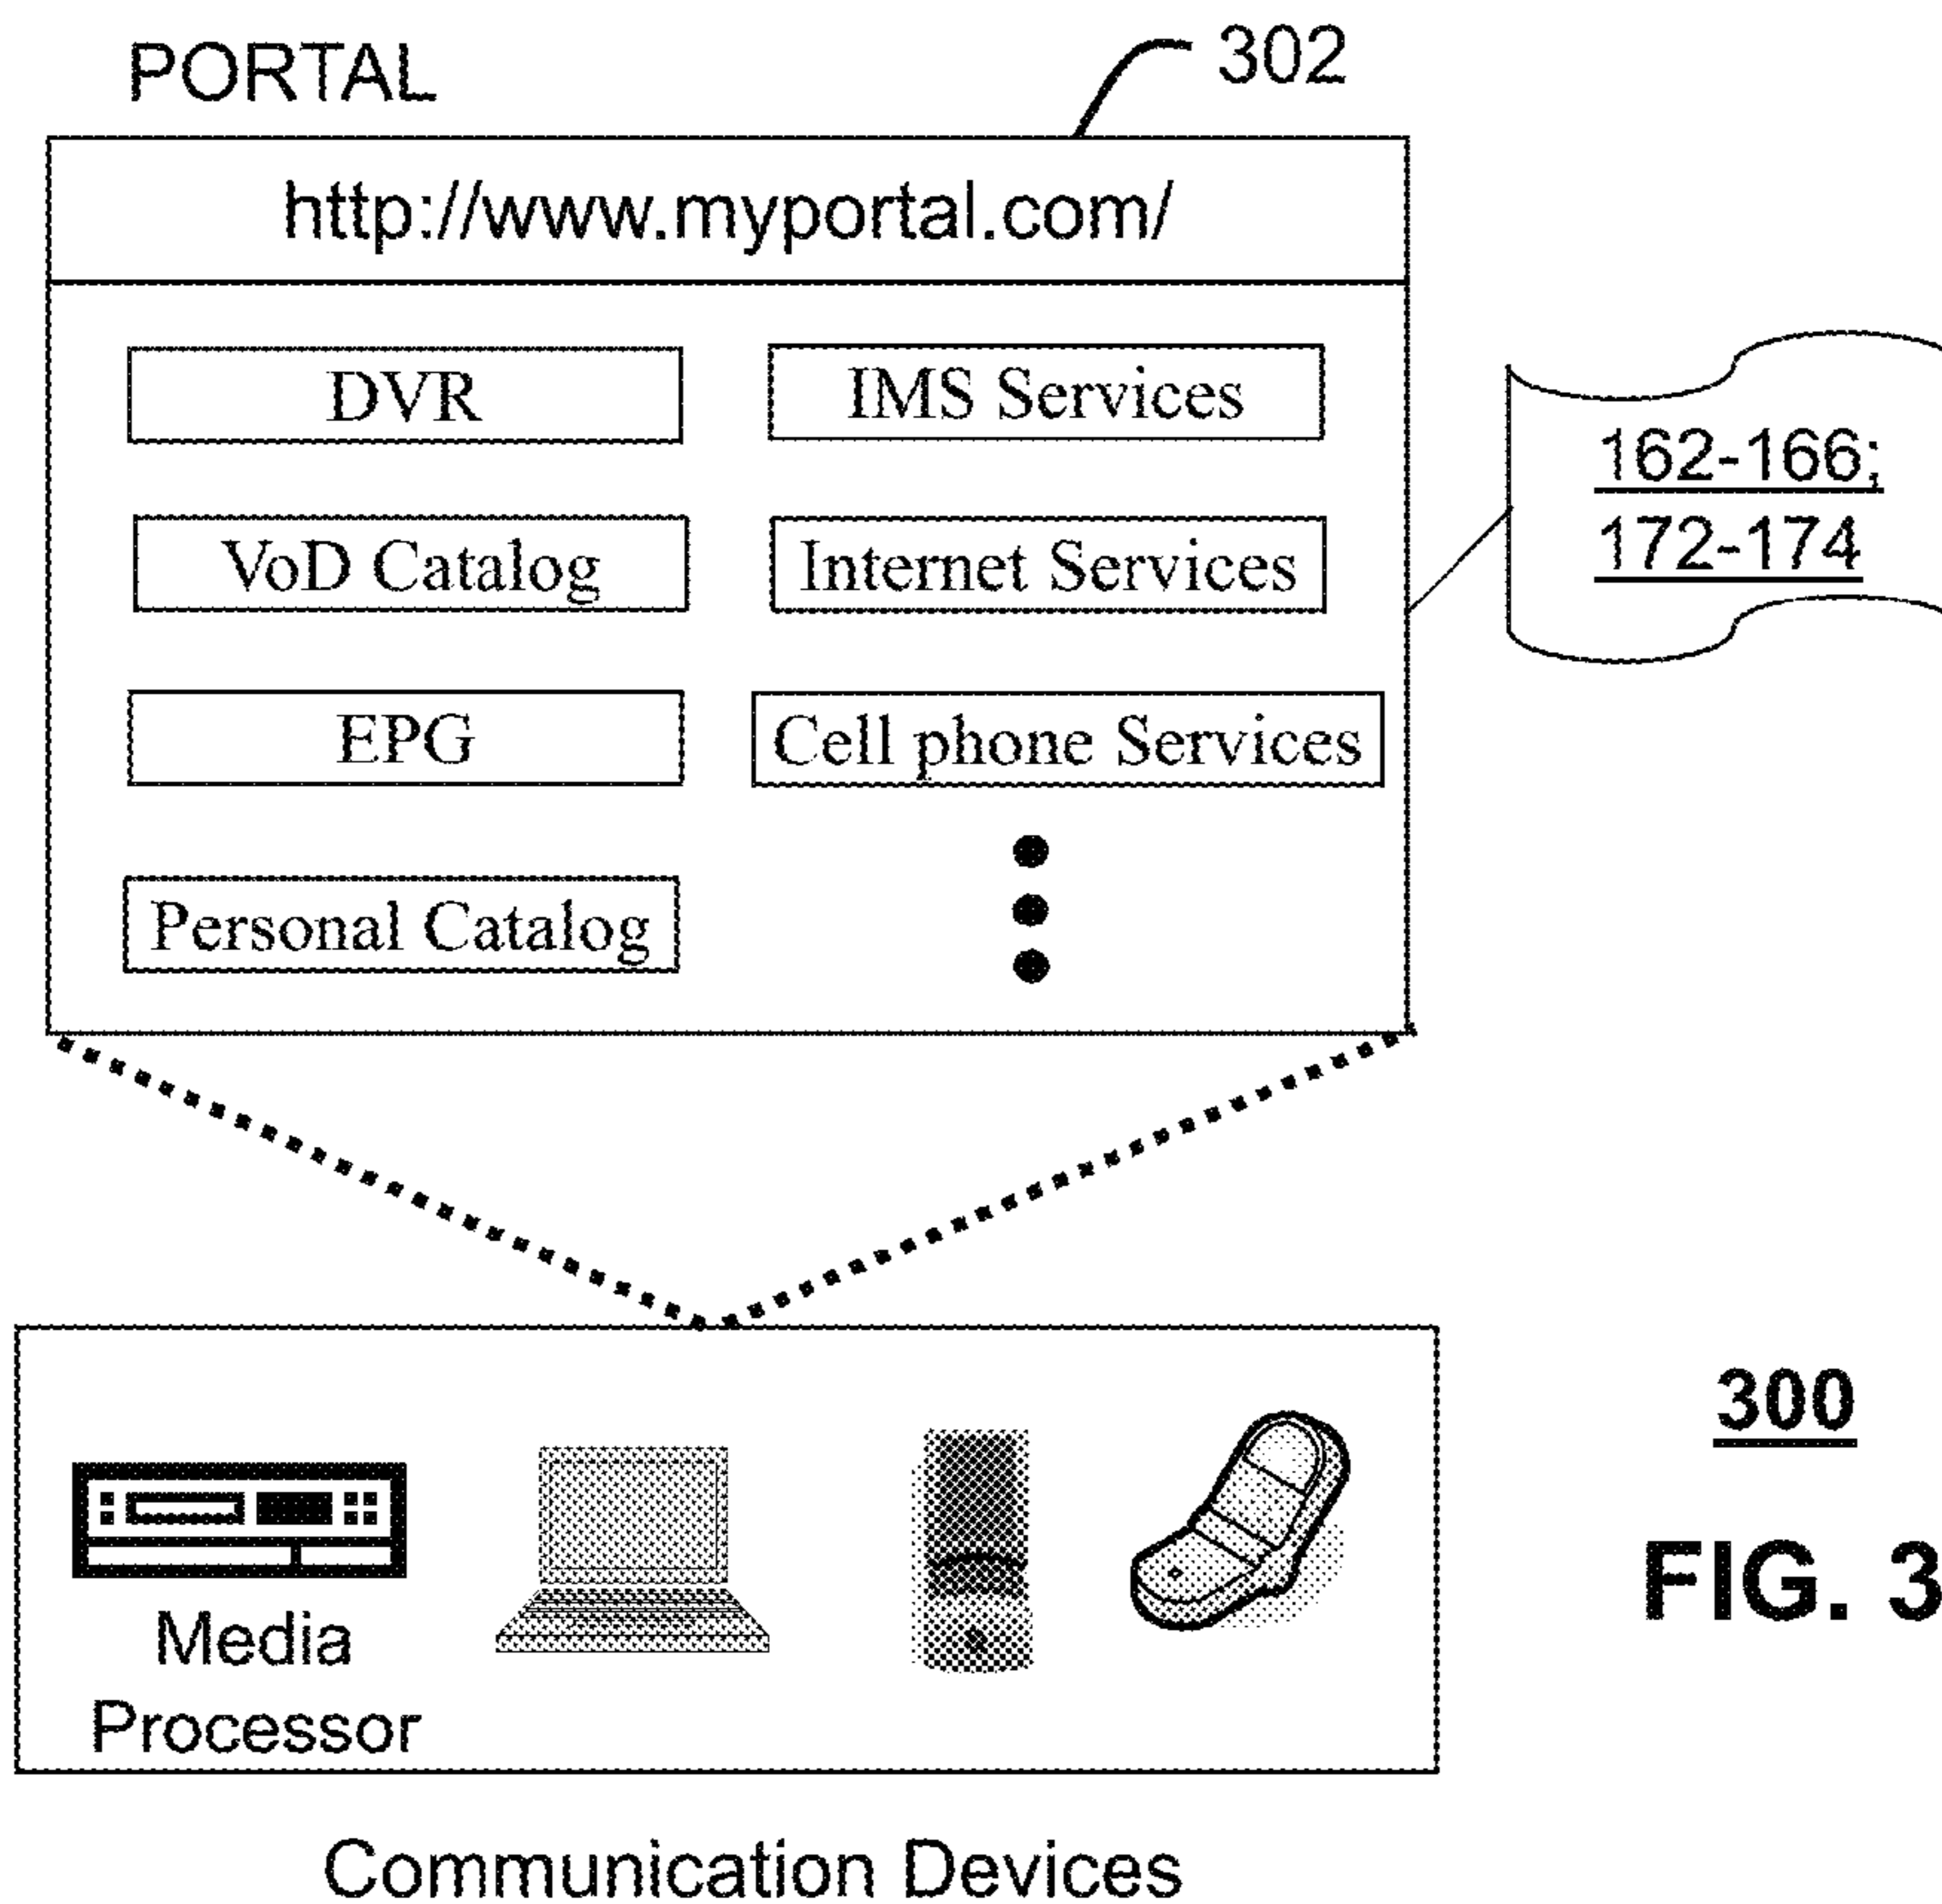 PORTAL
302
http://www.myportal.com/
DVR
IMS Services
VoD Catalog
Internet Services
EPG
Cell phone Services
Personal Catalog
162-166;
172-174
Media
Processor
300
FIG. 3
Communication Devices